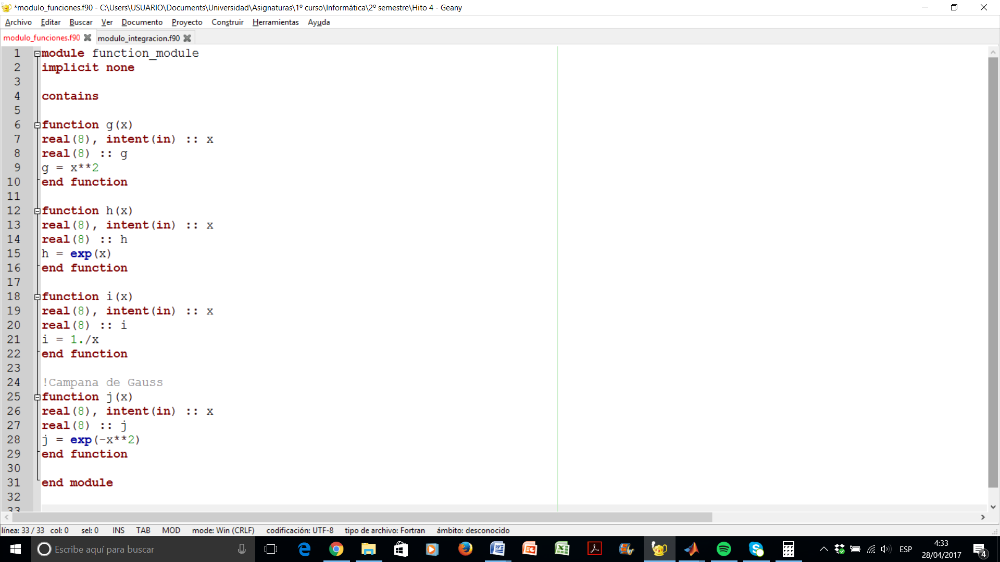 *modulo_funciones.f90 - C:\Users\USUARIO\Documents\Universidad\Asignaturas\1º curso\Informática\2º semestre\Hito 4 - Geany
Archivo Editar Buscar Ver Documento Proyecto Construir Herramientas Ayuda
modulo_funciones.f90 modulo_integracion.f90
1 module function_module
2 implicit none
3
4 contains
5
6 function g(x)
7 real(8), intent(in) :: x
8 real(8) :: g
9 g = x**2
10 end function
11
12 function h(x)
13 real(8), intent(in) :: x
14 real(8) :: h
15 h = exp(x)
16 end function
17
18 function i(x)
19 real(8), intent(in) :: x
20 real(8) :: i
21 i = 1./x
22 end function
23
24 !Campana de Gauss
25 function j(x)
26 real(8), intent(in) :: x
27 real(8) :: j
28 j = exp(-x**2)
29 end function
30
31 end module
32
33
línea: 33 / 33 col: 0 sel: 0 INS TAB MOD mode: Win (CRLF) codificación: UTF-8 tipo de archivo: Fortran ámbito: desconocido
Escribe aquí para buscar
ESP
4:33
28/04/2017
4